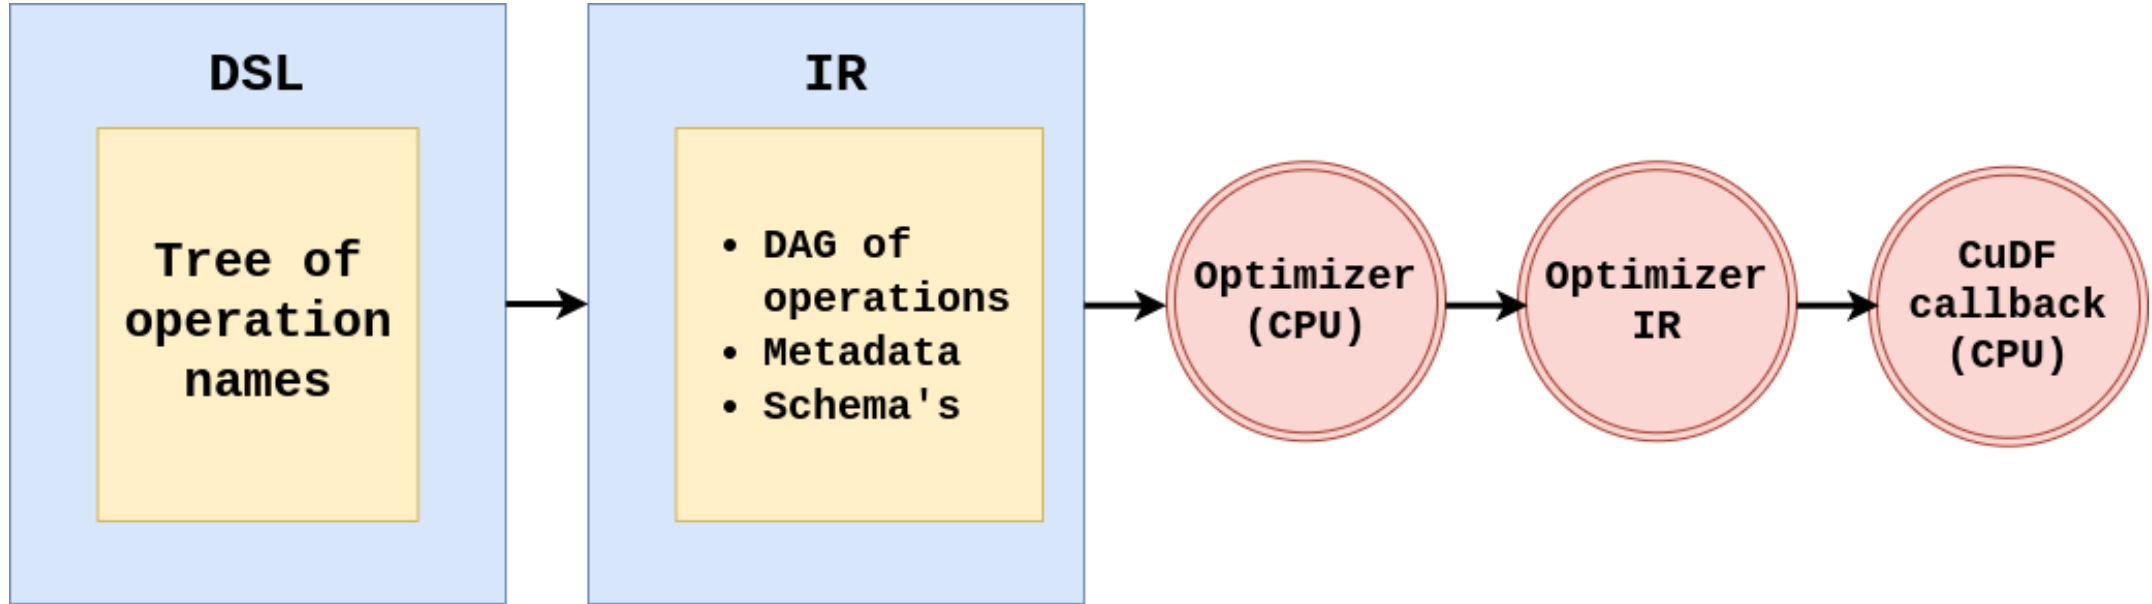 DSL
Tree of
operation
names
IR
• DAG of
operations
• Metadata
• Schema's
Optimizer
(CPU)
Optimizer
IR
CuDF
callback
(CPU)